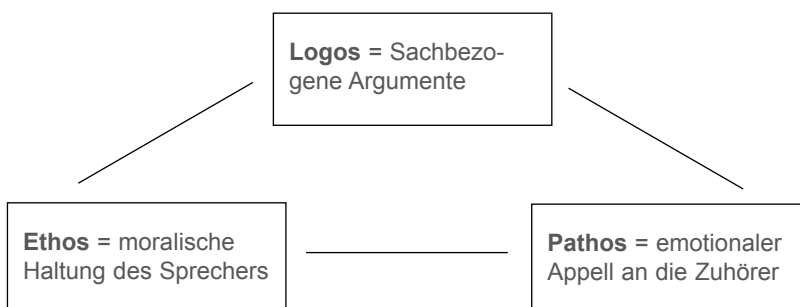 Logos = Sachbezo-
gene Argumente
Ethos = moralische
Haltung des Sprechers
Pathos = emotionaler
Appell an die Zuhörer